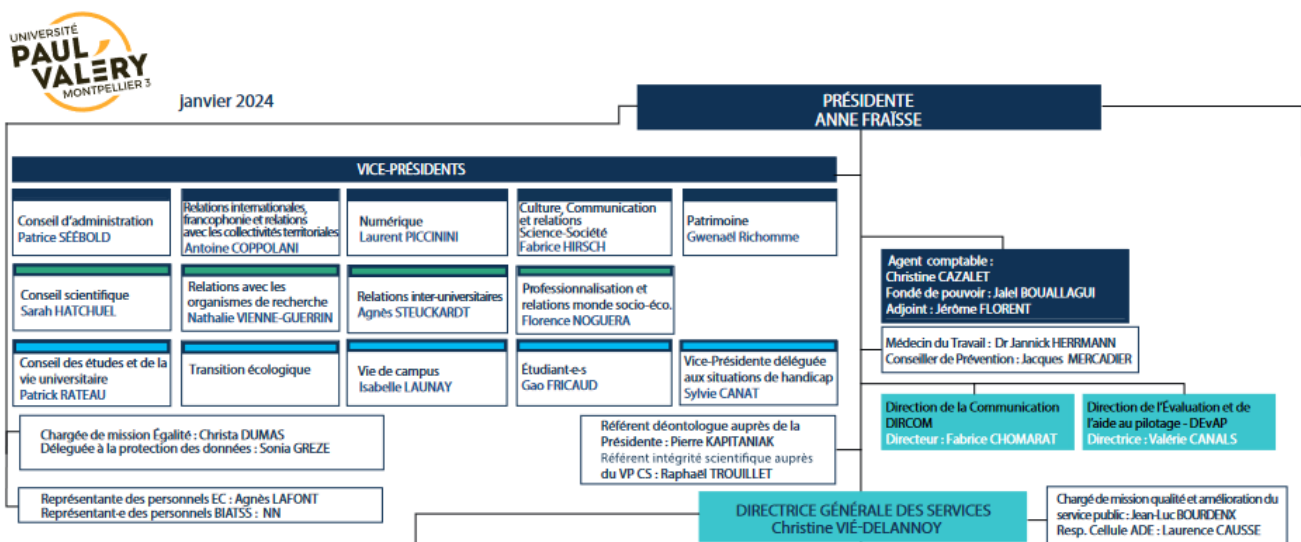 UNIVERSITÉ
PAUL
VALÉRY
MONTPELLIER 3
janvier 2024
PRÉSIDENTE
ANNE FRAÏSSE
VICE-PRÉSIDENTS
Conseil d'administration
Patrice SÉÉBOLD
Relations internationales,
francophonie et relations
avec les collectivités territoriales
Antoine COPPOLANI
Numérique
Laurent PICCININI
Culture, Communication
et relations
Science-Société
Fabrice HIRSCH
Patrimoine
Gwenaël Richomme
Conseil scientifique
Sarah HATCHUEL
Relations avec les
organismes de recherche
Nathalie VIENNE-GUERRIN
Relations inter-universitaires
Agnès STEUCKARDT
Professionnalisation et
relations monde socio-éco.
Florence NOGUERA
Conseil des études et de la
vie universitaire
Patrick RATEAU
Transition écologique
Vie de campus
Isabelle LAUNAY
Étudiant-e-s
Gao FRICAUD
Vice-Présidente déléguée
aux situations de handicap
Sylvie CANAT
Agent comptable :
Christine CAZALET
Fondé de pouvoir : Jalel BOUALLAGUI
Adjoint : Jérôme FLORENT
Médecin du Travail : Dr Jannick HERRMANN
Conseiller de Prévention : Jacques MERCADIER
Direction de la Communication
DIRCOM
Directeur : Fabrice CHOMARAT
Direction de l'Évaluation et de
l'aide au pilotage - DEvAP
Directrice : Valérie CANALS
Chargée de mission Égalité : Christa DUMAS
Déleguée à la protection des données : Sonia GREZE
Référent déontologue auprès de la
Présidente : Pierre KAPITANIAK
Référent intégrité scientifique auprès
du VP CS : Raphaël TROUILLET
Représentante des personnels EC : Agnès LAFONT
Représentant-e des personnels BIATSS : NN
DIRECTRICE GÉNÉRALE DES SERVICES
Christine VIÉ-DELANNOY
Chargé de mission qualité et amélioration du
service public : Jean-Luc BOURDENX
Resp. Cellule ADE : Laurence CAUSSE